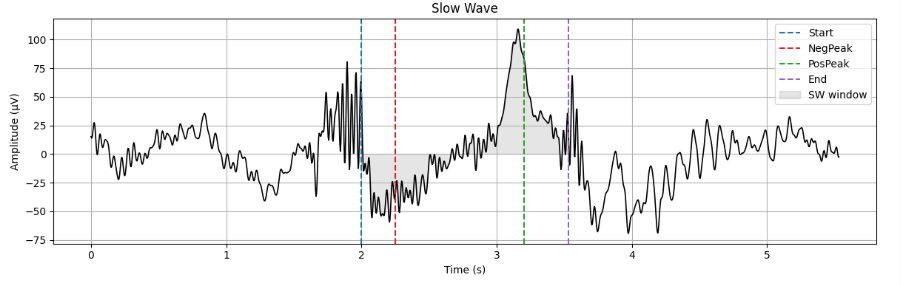 Slow Wave
Amplitude (µV)
100
75
50
25
0
−25
−50
−75
0 1 2 3 4 5
Time (s)
Start
NegPeak
PosPeak
End
SW window